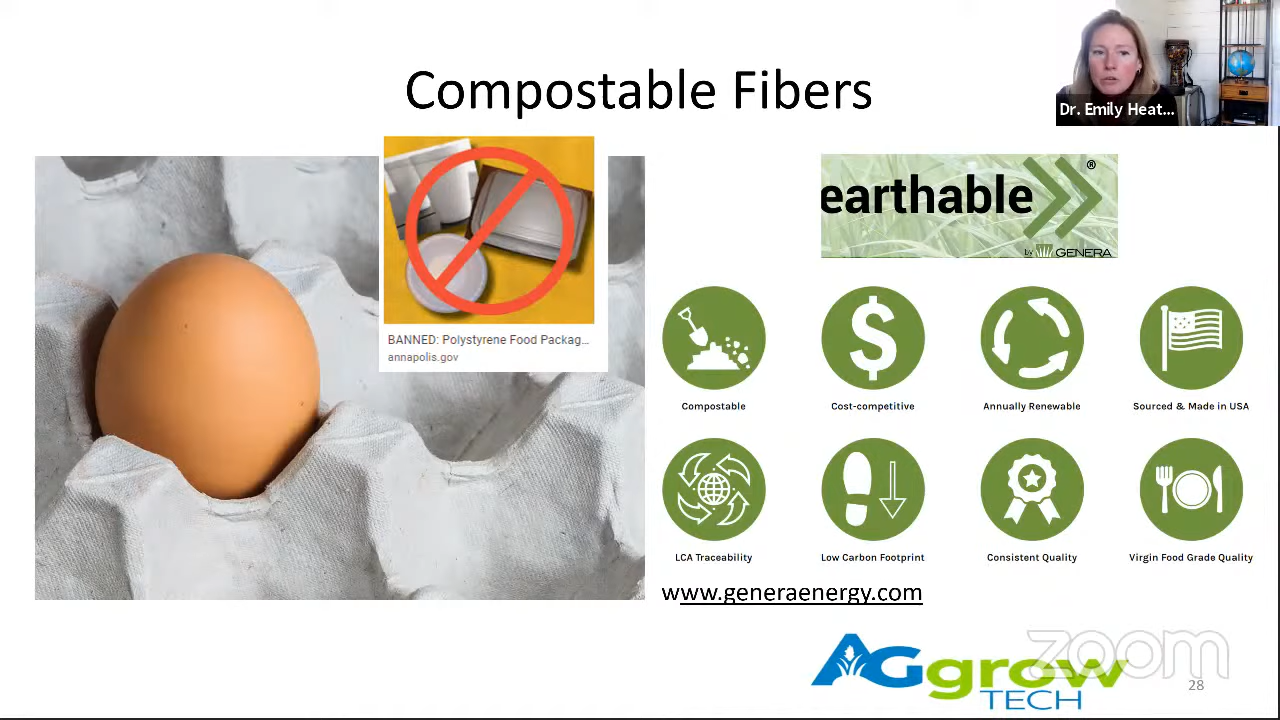 Compostable Fibers
Dr. Emily Heat...
BANNED: Polystyrene Food Packag...
annapolis.gov
earthable®
by GENERA
Compostable
Cost-competitive
Annually Renewable
Sourced & Made in USA
LCA Traceability
Low Carbon Footprint
Consistent Quality
Virgin Food Grade Quality
www.generaenergy.com
AGgrow
TECH
zoom
28